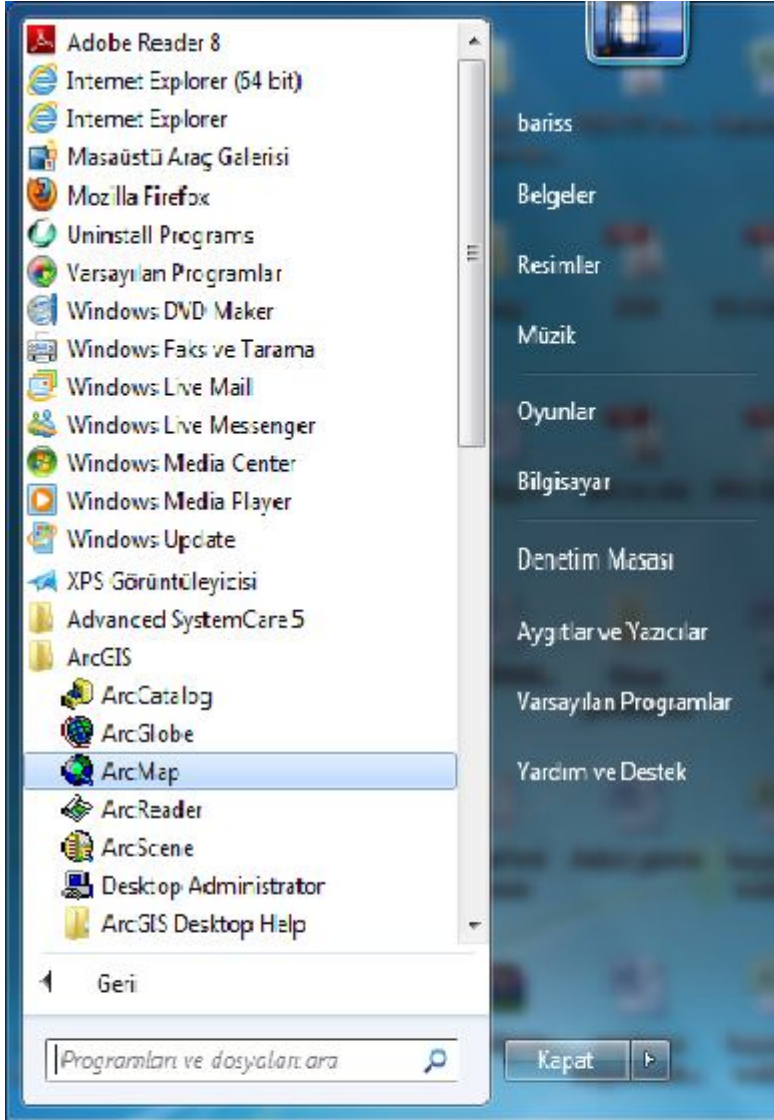 Adobe Reader 8
Internet Explorer (64 bit)
Internet Explorer
Masaüstü Araç Galerisi
Mozilla Firefox
Uninstall Programs
Varsayılan Programlar
Windows DVD Maker
Windows Faks ve Tarama
Windows Live Mail
Windows Live Messenger
Windows Media Center
Windows Media Player
Windows Update
XPS Görüntüleyicisi
Advanced SystemCare 5
ArcGIS
ArcCatalog
ArcGlobe
ArcMap
ArcReader
ArcScene
Desktop Administrator
ArcGIS Desktop Help
Geri
Programları ve dosyaları ara
bariss
Belgeler
Resimler
Müzik
Oyunlar
Bilgisayar
Denetim Masası
Aygıtlar ve Yazıcılar
Varsayılan Programlar
Yardım ve Destek
Kapat